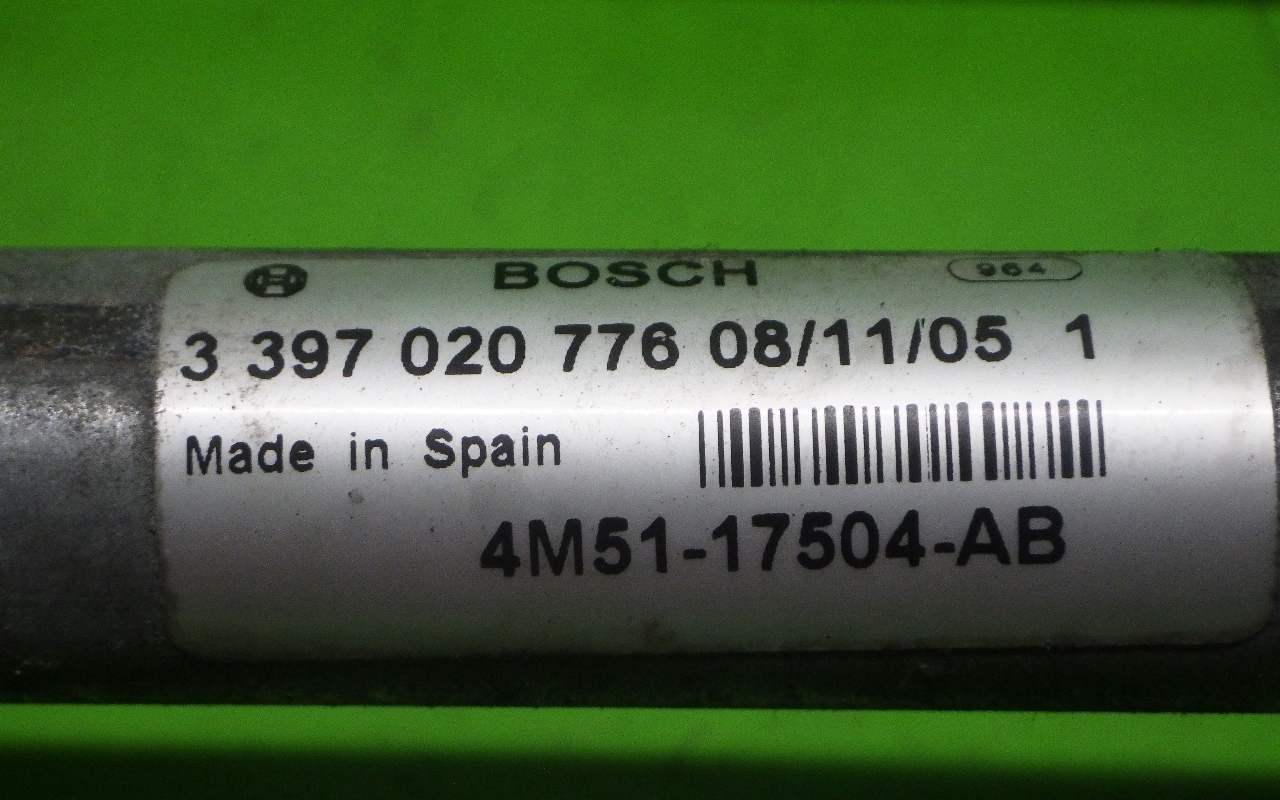 BOSCH 964
3 397 020 776 08/11/05 1
Made in Spain
4M51-17504-AB